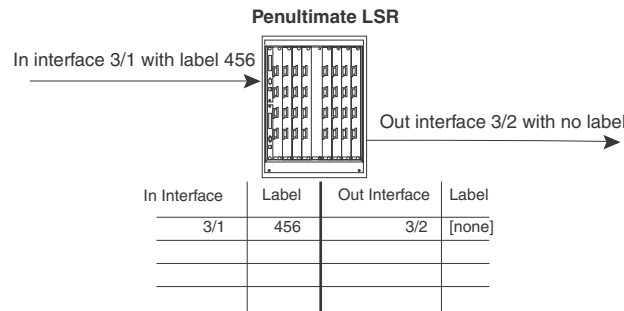 Penultimate LSR
In interface 3/1 with label 456
Out interface 3/2 with no label
In Interface Label Out Interface Label
3/1 456 3/2 [none]